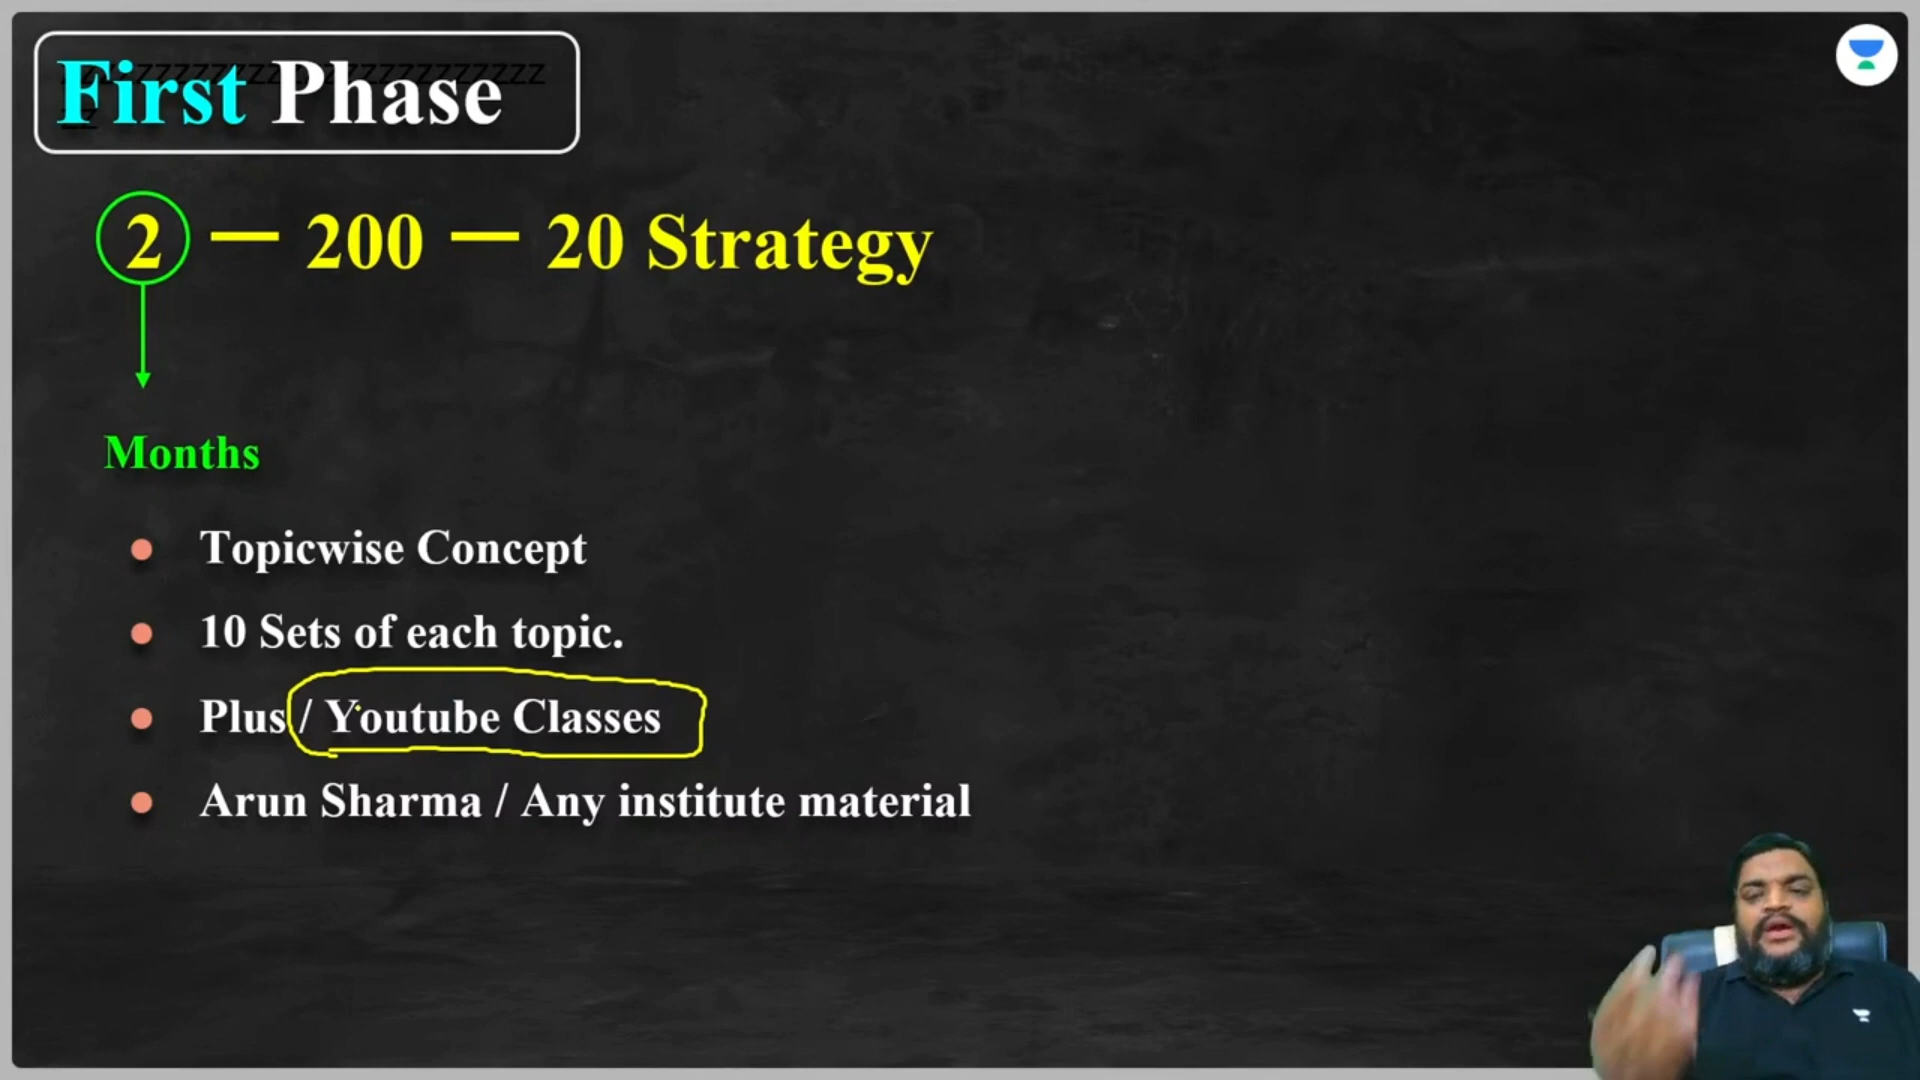 First Phase
2 — 200 — 20 Strategy
Months
Topicwise Concept
10 Sets of each topic.
Plus / Youtube Classes
Arun Sharma / Any institute material